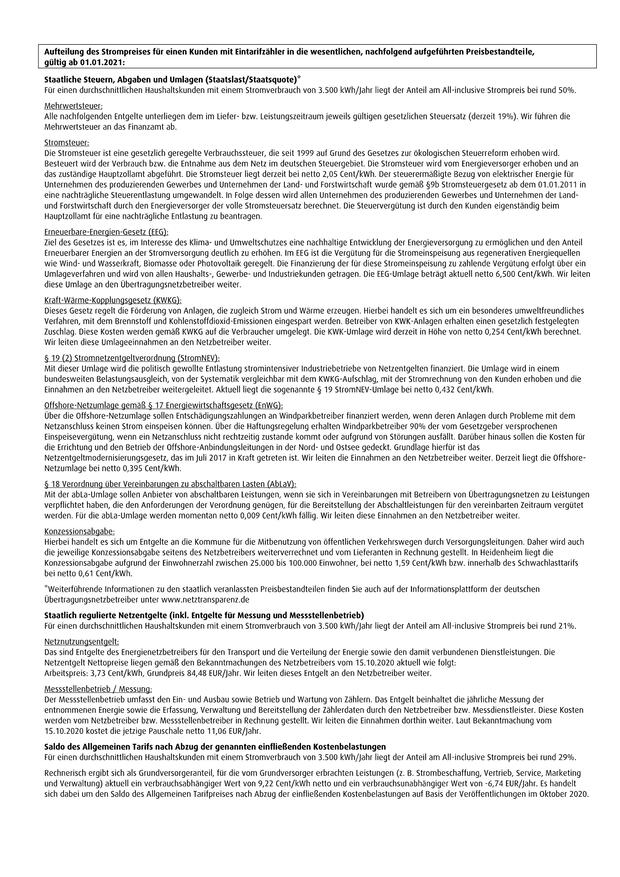 Aufteilung des Strompreises für einen Kunden mit Eintarifzähler in die wesentlichen, nachfolgend aufgeführten Preisbestandteile,
gültig ab 01.01.2021:
Staatliche Steuern, Abgaben und Umlagen (Staatslast/Staatsquote)*
Für einen durchschnittlichen Haushaltskunden mit einem Stromverbrauch von 3.500 kWh/Jahr liegt der Anteil am All-inclusive Strompreis bei rund 50%.
Mehrwertsteuer:
Alle nachfolgenden Entgelte unterliegen dem im Liefer- bzw. Leistungszeitraum jeweils gültigen gesetzlichen Steuersatz (derzeit 19%). Wir führen die
Mehrwertsteuer an das Finanzamt ab.
Stromsteuer:
Die Stromsteuer ist eine gesetzlich geregelte Verbrauchssteuer, die seit 1999 auf Grund des Gesetzes zur ökologischen Steuerreform erhoben wird.
Besteuert wird der Verbrauch bzw. die Entnahme aus dem Netz im deutschen Steuergebiet. Die Stromsteuer wird vom Energieversorger erhoben und an
das zuständige Hauptzollamt abgeführt. Die Stromsteuer liegt derzeit bei netto 2,05 Cent/kWh. Der steuerermäßigte Bezug von elektrischer Energie für
Unternehmen des produzierenden Gewerbes und Unternehmen der Land- und Forstwirtschaft wurde gemäß §9b Stromsteuergesetz ab dem 01.01.2011 in
eine nachträgliche Steuerentlastung umgewandelt. In Folge dessen wird allen Unternehmen des produzierenden Gewerbes und Unternehmen der Land-
und Forstwirtschaft durch den Energieversorger der volle Stromsteuersatz berechnet. Die Steuervergütung ist durch den Kunden eigenständig beim
Hauptzollamt für eine nachträgliche Entlastung zu beantragen.
Erneuerbare-Energien-Gesetz (EEG):
Ziel des Gesetzes ist es, im Interesse des Klima- und Umweltschutzes eine nachhaltige Entwicklung der Energieversorgung zu ermöglichen und den Anteil
Erneuerbarer Energien an der Stromversorgung deutlich zu erhöhen. Im EEG ist die Vergütung für die Stromeinspeisung aus regenerativen Energiequellen
wie Wind- und Wasserkraft, Biomasse oder Photovoltaik geregelt. Die Finanzierung der für diese Stromeinspeisung zu zahlende Vergütung erfolgt über ein
Umlageverfahren und wird von allen Haushalts-, Gewerbe- und Industriekunden getragen. Die EEG-Umlage beträgt aktuell netto 6,500 Cent/kWh. Wir leiten
diese Umlage an den Übertragungsnetzbetreiber weiter.
Kraft-Wärme-Kopplungsgesetz (KWKG):
Dieses Gesetz regelt die Förderung von Anlagen, die zugleich Strom und Wärme erzeugen. Hierbei handelt es sich um ein besonderes umweltfreundliches
Verfahren, mit dem Brennstoff und Kohlenstoffdioxid-Emissionen eingespart werden. Betreiber von KWK-Anlagen erhalten einen gesetzlich festgelegten
Zuschlag. Diese Kosten werden gemäß KWKG auf die Verbraucher umgelegt. Die KWK-Umlage wird derzeit in Höhe von netto 0,254 Cent/kWh berechnet.
Wir leiten diese Umlageeinnahmen an den Netzbetreiber weiter.
§ 19 (2) Stromnetzentgeltverordnung (StromNEV):
Mit dieser Umlage wird die politisch gewollte Entlastung stromintensiver Industriebetriebe von Netzentgelten finanziert. Die Umlage wird in einem
bundesweiten Belastungsausgleich, von der Systematik vergleichbar mit dem KWKG-Aufschlag, mit der Stromrechnung von den Kunden erhoben und die
Einnahmen an den Netzbetreiber weitergeleitet. Aktuell liegt die sogenannte § 19 StromNEV-Umlage bei netto 0,432 Cent/kWh.
Offshore-Netzumlage gemäß § 17 Energiewirtschaftsgesetz (EnWG):
Über die Offshore-Netzumlage sollen Entschädigungszahlungen an Windparkbetreiber finanziert werden, wenn deren Anlagen durch Probleme mit dem
Netzanschluss keinen Strom einspeisen können. Über die Haftungsregelung erhalten Windparkbetreiber 90% der vom Gesetzgeber versprochenen
Einspeisevergütung, wenn ein Netzanschluss nicht rechtzeitig zustande kommt oder aufgrund von Störungen ausfällt. Darüber hinaus sollen die Kosten für
die Errichtung und den Betrieb der Offshore-Anbindungsleitungen in der Nord- und Ostsee gedeckt. Grundlage hierfür ist das
Netzentgeltmodernisierungsgesetz, das im Juli 2017 in Kraft getreten ist. Wir leiten die Einnahmen an den Netzbetreiber weiter. Derzeit liegt die Offshore-
Netzumlage bei netto 0,395 Cent/kWh.
§ 18 Verordnung über Vereinbarungen zu abschaltbaren Lasten (AbLaV):
Mit der abLa-Umlage sollen Anbieter von abschaltbaren Leistungen, wenn sie sich in Vereinbarungen mit Betreibern von Übertragungsnetzen zu Leistungen
verpflichtet haben, die den Anforderungen der Verordnung genügen, für die Bereitstellung der Abschaltleistungen für den vereinbarten Zeitraum vergütet
werden. Für die abLa-Umlage werden momentan netto 0,009 Cent/kWh fällig. Wir leiten diese Einnahmen an den Netzbetreiber weiter.
Konzessionsabgabe:
Hierbei handelt es sich um Entgelte an die Kommune für die Mitbenutzung von öffentlichen Verkehrswegen durch Versorgungsleitungen. Daher wird auch
die jeweilige Konzessionsabgabe seitens des Netzbetreibers weiterverrechnet und vom Lieferanten in Rechnung gestellt. In Heidenheim liegt die
Konzessionsabgabe aufgrund der Einwohnerzahl zwischen 25.000 bis 100.000 Einwohner, bei netto 1,59 Cent/kWh bzw. innerhalb des Schwachlasttarifs
bei netto 0,61 Cent/kWh.
*Weiterführende Informationen zu den staatlich veranlassten Preisbestandteilen finden Sie auch auf der Informationsplattform der deutschen
Übertragungsnetzbetreiber unter www.netztransparenz.de
Staatlich regulierte Netzentgelte (inkl. Entgelte für Messung und Messstellenbetrieb)
Für einen durchschnittlichen Haushaltskunden mit einem Stromverbrauch von 3.500 kWh/Jahr liegt der Anteil am All-inclusive Strompreis bei rund 21%.
Netznutzungsentgelt:
Das sind Entgelte des Energienetzbetreibers für den Transport und die Verteilung der Energie sowie den damit verbundenen Dienstleistungen. Die
Netzentgelt Nettopreise liegen gemäß den Bekanntmachungen des Netzbetreibers vom 15.10.2020 aktuell wie folgt:
Arbeitspreis: 3,73 Cent/kWh, Grundpreis 84,48 EUR/Jahr. Wir leiten dieses Entgelt an den Netzbetreiber weiter.
Messstellenbetrieb / Messung:
Der Messstellenbetrieb umfasst den Ein- und Ausbau sowie Betrieb und Wartung von Zählern. Das Entgelt beinhaltet die jährliche Messung der
entnommenen Energie sowie die Erfassung, Verwaltung und Bereitstellung der Zählerdaten durch den Netzbetreiber bzw. Messdienstleister. Diese Kosten
werden vom Netzbetreiber bzw. Messstellenbetreiber in Rechnung gestellt. Wir leiten die Einnahmen dorthin weiter. Laut Bekanntmachung vom
15.10.2020 kostet die jetzige Pauschale netto 11,06 EUR/Jahr.
Saldo des Allgemeinen Tarifs nach Abzug der genannten einfließenden Kostenbelastungen
Für einen durchschnittlichen Haushaltskunden mit einem Stromverbrauch von 3.500 kWh/Jahr liegt der Anteil am All-inclusive Strompreis bei rund 29%.
Rechnerisch ergibt sich als Grundversorgeranteil, für die vom Grundversorger erbrachten Leistungen (z. B. Strombeschaffung, Vertrieb, Service, Marketing
und Verwaltung) aktuell ein verbrauchsabhängiger Wert von 9,22 Cent/kWh netto und ein verbrauchsunabhängiger Wert von -6,74 EUR/Jahr. Es handelt
sich dabei um den Saldo des Allgemeinen Tarifpreises nach Abzug der einfließenden Kostenbelastungen auf Basis der Veröffentlichungen im Oktober 2020.